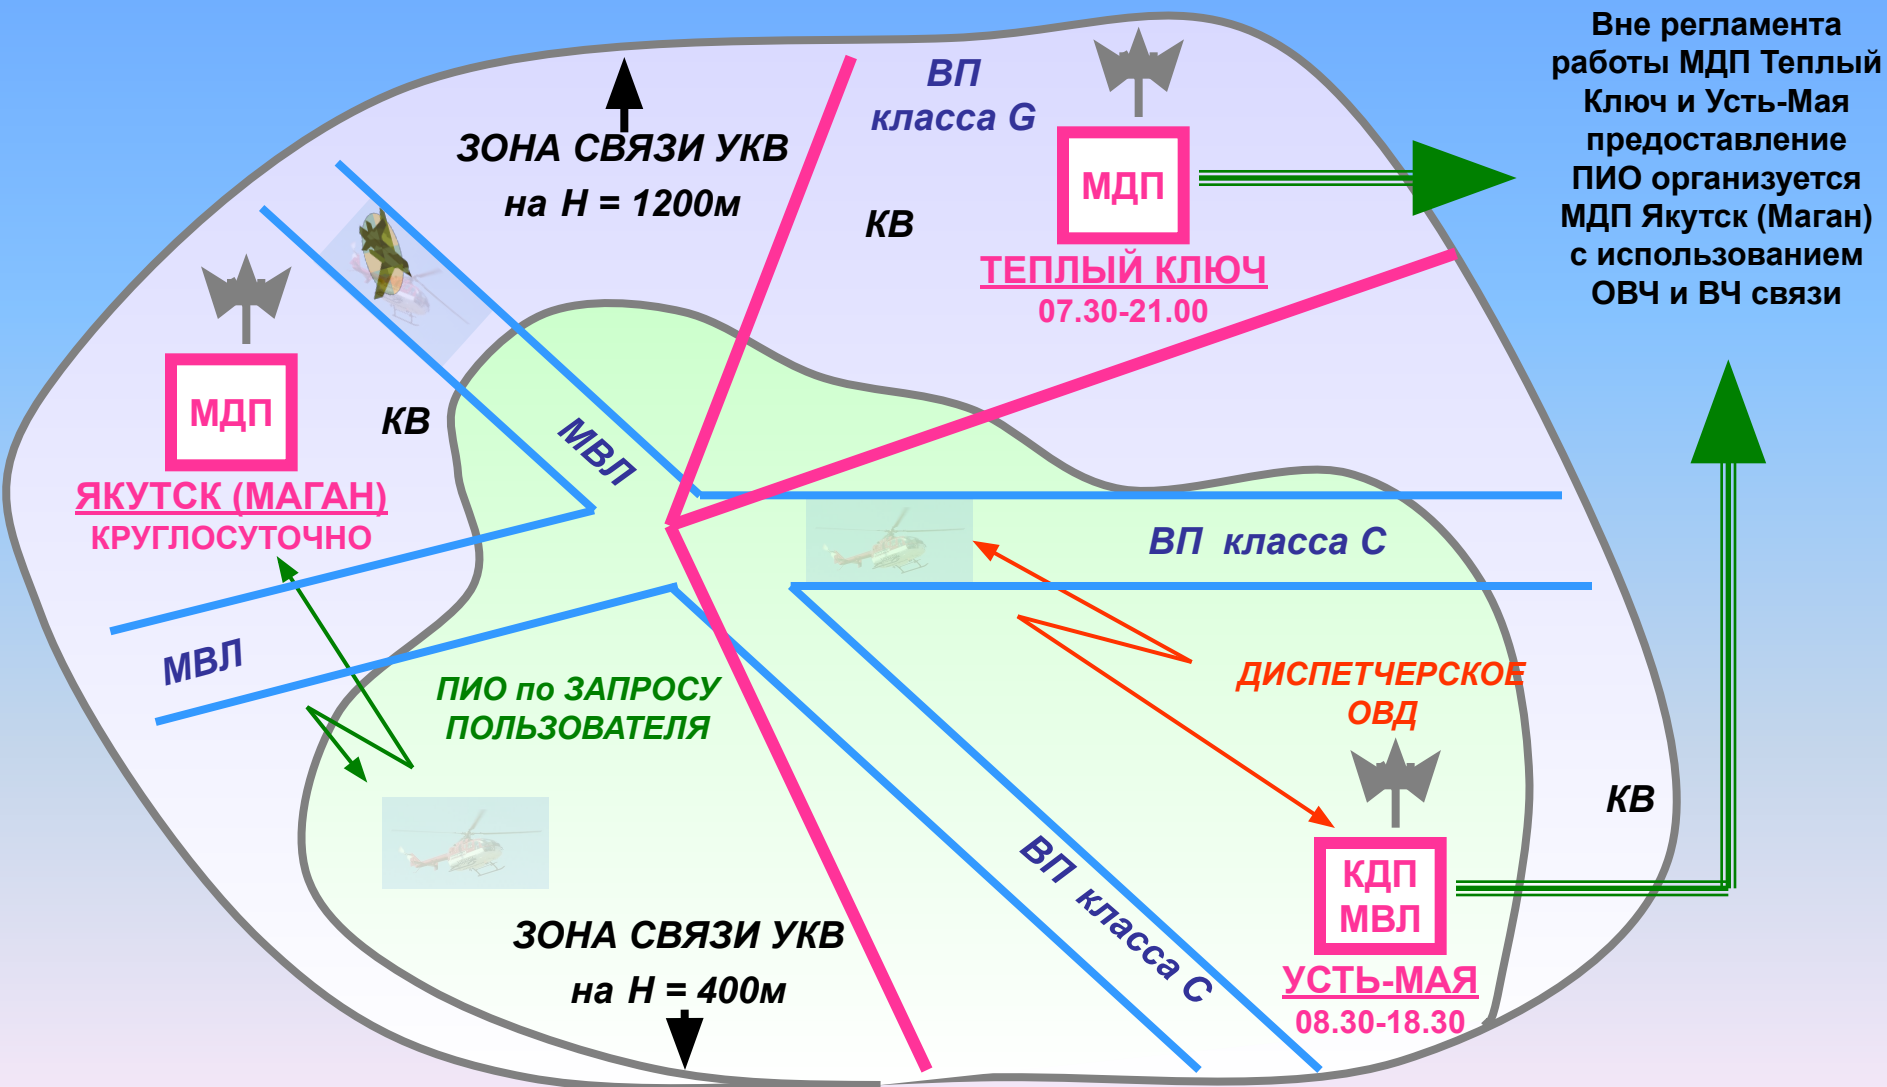 Вне регламента
работы МДП Теплый
Ключ и Усть-Мая
предоставление
ПИО организуется
МДП Якутск (Маган)
с использованием
ОВЧ и ВЧ связи
ВП
класса G
ЗОНА СВЯЗИ УКВ
на Н = 1200м
МДП
ТЕПЛЫЙ КЛЮЧ
07.30-21.00
КВ
МДП
ЯКУТСК (МАГАН)
КРУГЛОСУТОЧНО
КВ
МВЛ
ВП класса С
МВЛ
ПИО по ЗАПРОСУ
ПОЛЬЗОВАТЕЛЯ
ДИСПЕТЧЕРСКОЕ
ОВД
КВ
ВП класса С
КДП
МВЛ
УСТЬ-МАЯ
08.30-18.30
ЗОНА СВЯЗИ УКВ
на Н = 400м